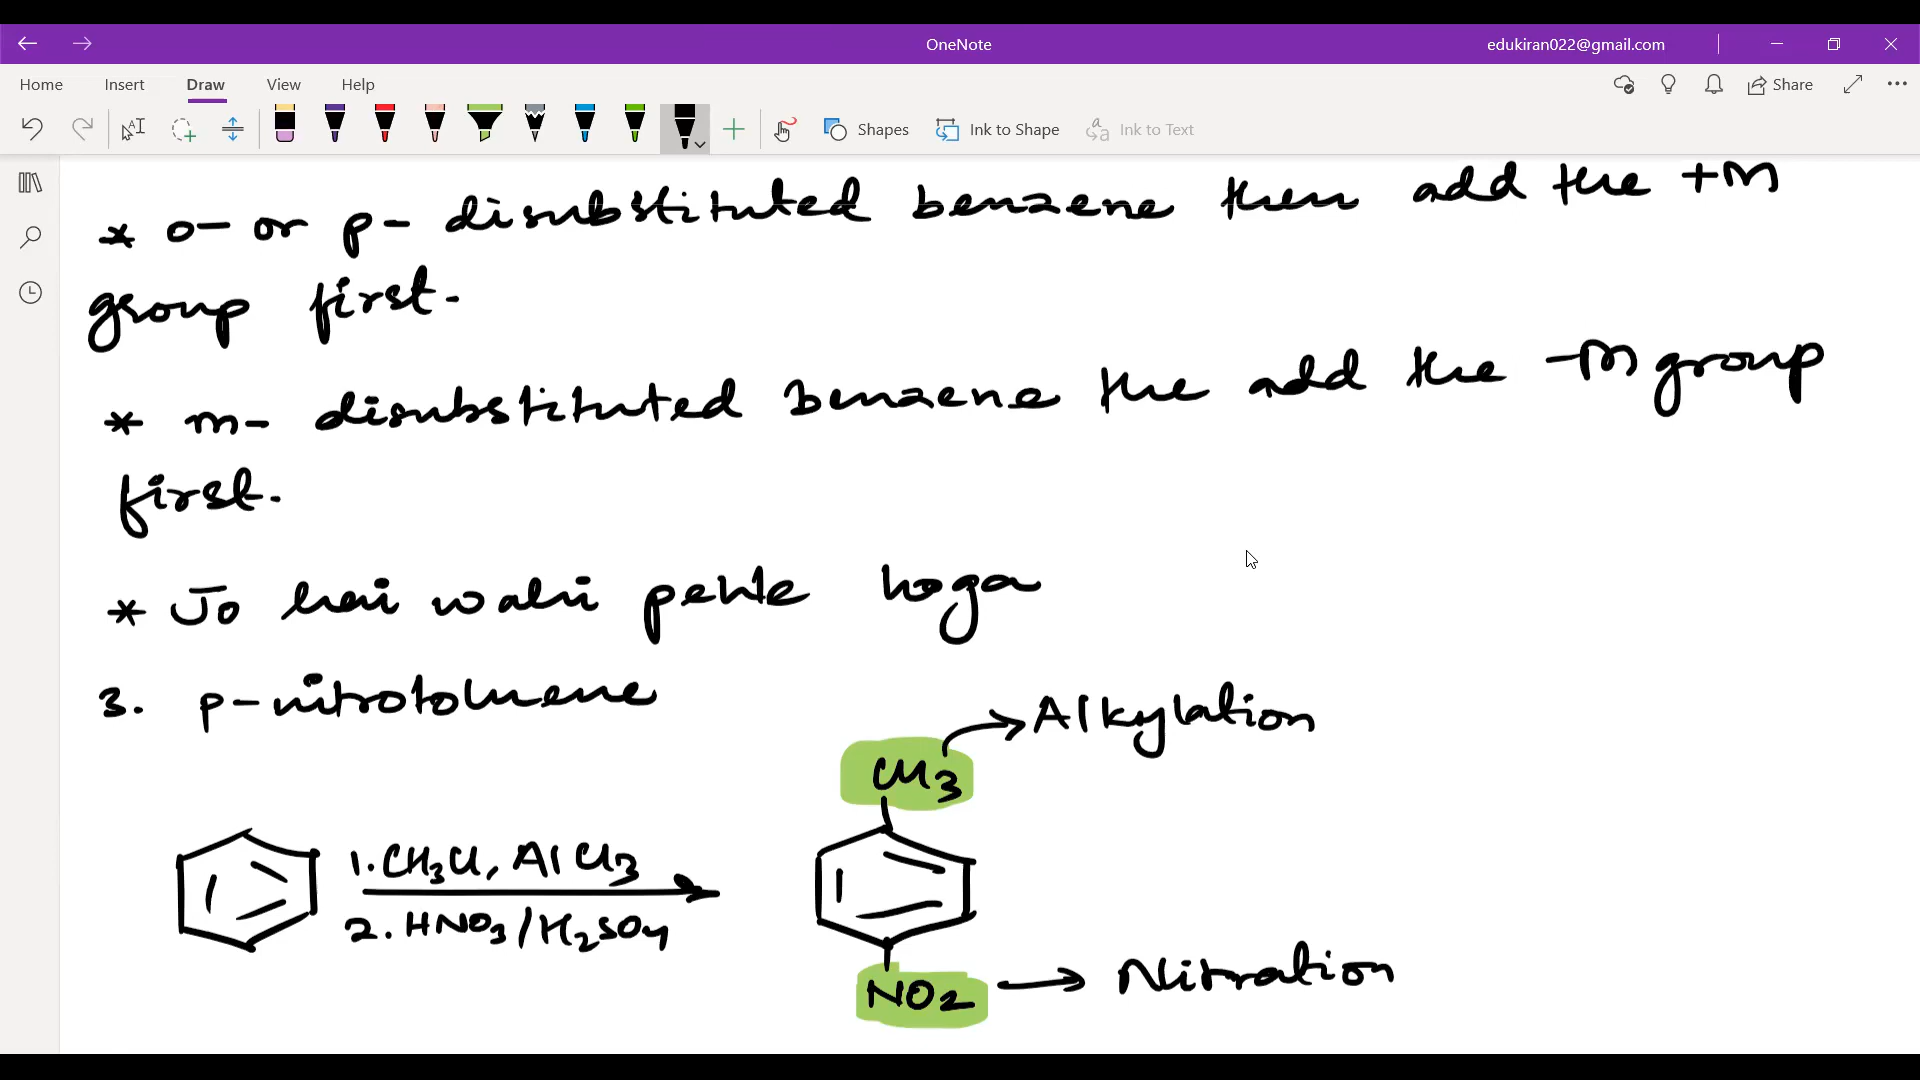 OneNote
edukiran022@gmail.com
Home Insert Draw View Help
Share
Shapes Ink to Shape Ink to Text
* o- or p- disubstituted benzene then add the +M
group first.
* m- disubstituted benzene the add the -M group
first.
* Jo hai wahi pehle hoga
3. p-nitrotoluene
Alkylation
CH3
1. CH3Cl, AlCl3
2. HNO3/H2SO4
NO2
Nitration